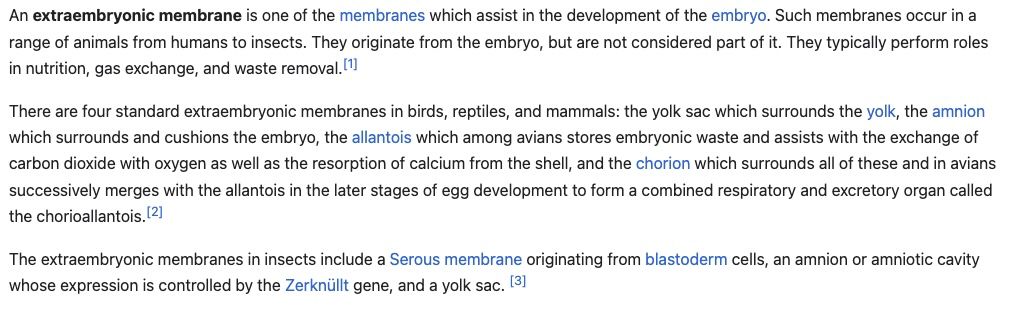 An extraembryonic membrane is one of the membranes which assist in the development of the embryo. Such membranes occur in a
range of animals from humans to insects. They originate from the embryo, but are not considered part of it. They typically perform roles
in nutrition, gas exchange, and waste removal.[1]
There are four standard extraembryonic membranes in birds, reptiles, and mammals: the yolk sac which surrounds the yolk, the amnion
which surrounds and cushions the embryo, the allantois which among avians stores embryonic waste and assists with the exchange of
carbon dioxide with oxygen as well as the resorption of calcium from the shell, and the chorion which surrounds all of these and in avians
successively merges with the allantois in the later stages of egg development to form a combined respiratory and excretory organ called
the chorioallantois.[2]
The extraembryonic membranes in insects include a Serous membrane originating from blastoderm cells, an amnion or amniotic cavity
whose expression is controlled by the Zerknüllt gene, and a yolk sac. [3]